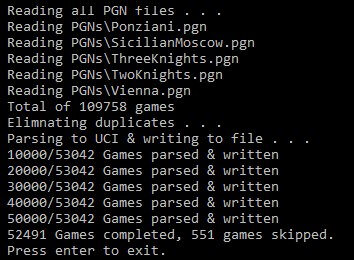 Reading all PGN files . . .
Reading PGNs\Ponziani.pgn
Reading PGNs\SicilianMoscow.pgn
Reading PGNs\ThreeKnights.pgn
Reading PGNs\TwoKnights.pgn
Reading PGNs\Vienna.pgn
Total of 109758 games
Elimnating duplicates . . .
Parsing to UCI & writing to file . . .
10000/53042 Games parsed & written
20000/53042 Games parsed & written
30000/53042 Games parsed & written
40000/53042 Games parsed & written
50000/53042 Games parsed & written
52491 Games completed, 551 games skipped.
Press enter to exit.